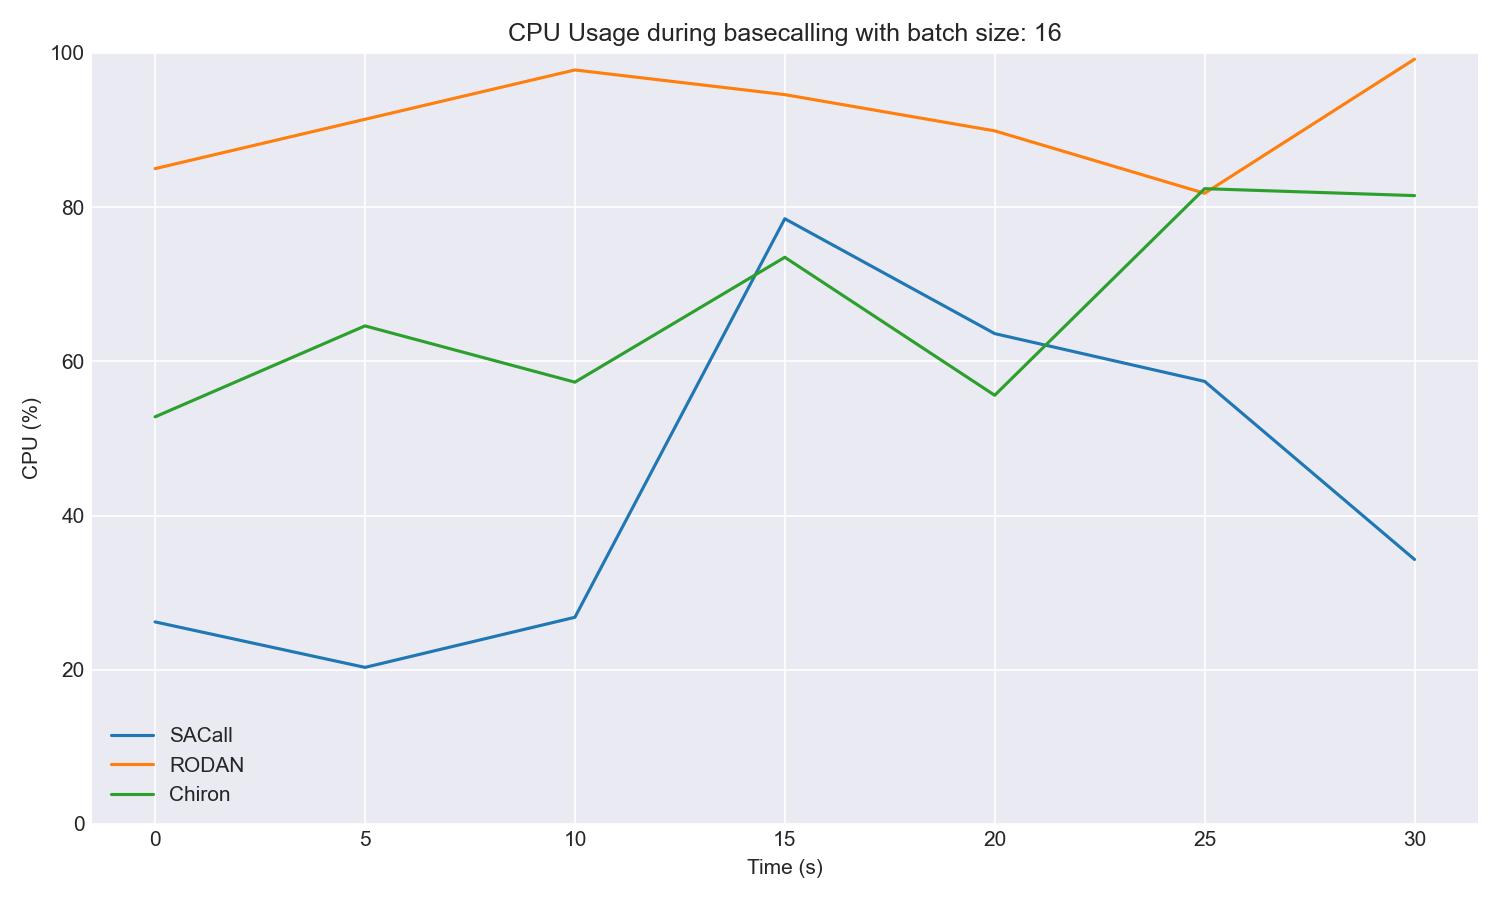 CPU Usage during basecalling with batch size: 16
100
80
60
40
20
0
CPU (%)
SACall
RODAN
Chiron
0 5 10 15 20 25 30
Time (s)